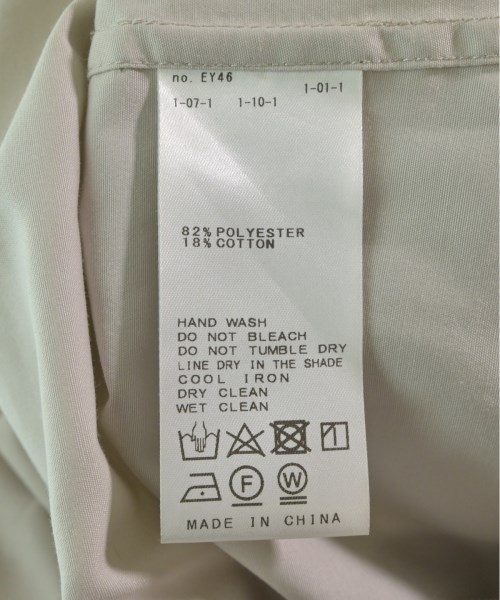 no. EY46
1-01-1
1-07-1 1-10-1
82% POLYESTER
18% COTTON
HAND WASH
DO NOT BLEACH
DO NOT TUMBLE DRY
LINE DRY IN THE SHADE
COOL IRON
DRY CLEAN
WET CLEAN
F W
MADE IN CHINA